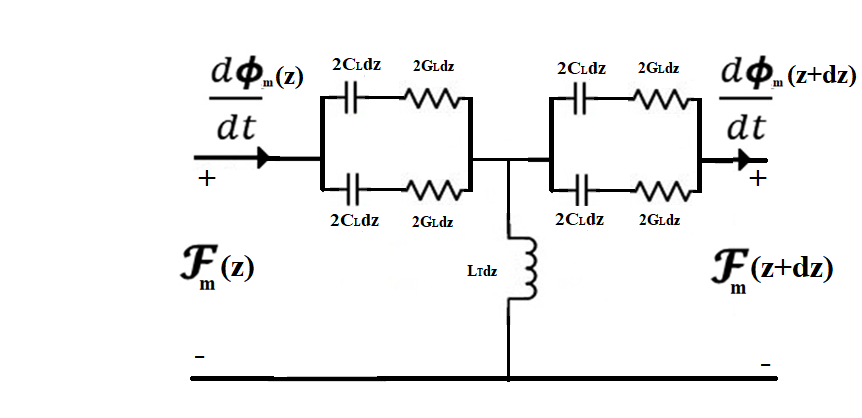 dϕm(z)
dt
2CLdz 2GLdz
2CLdz 2GLdz
dϕm(z+dz)
dt
+
+
2CLdz 2GLdz
2CLdz 2GLdz
ℱm(z)
LTdz
ℱm(z+dz)
-
-